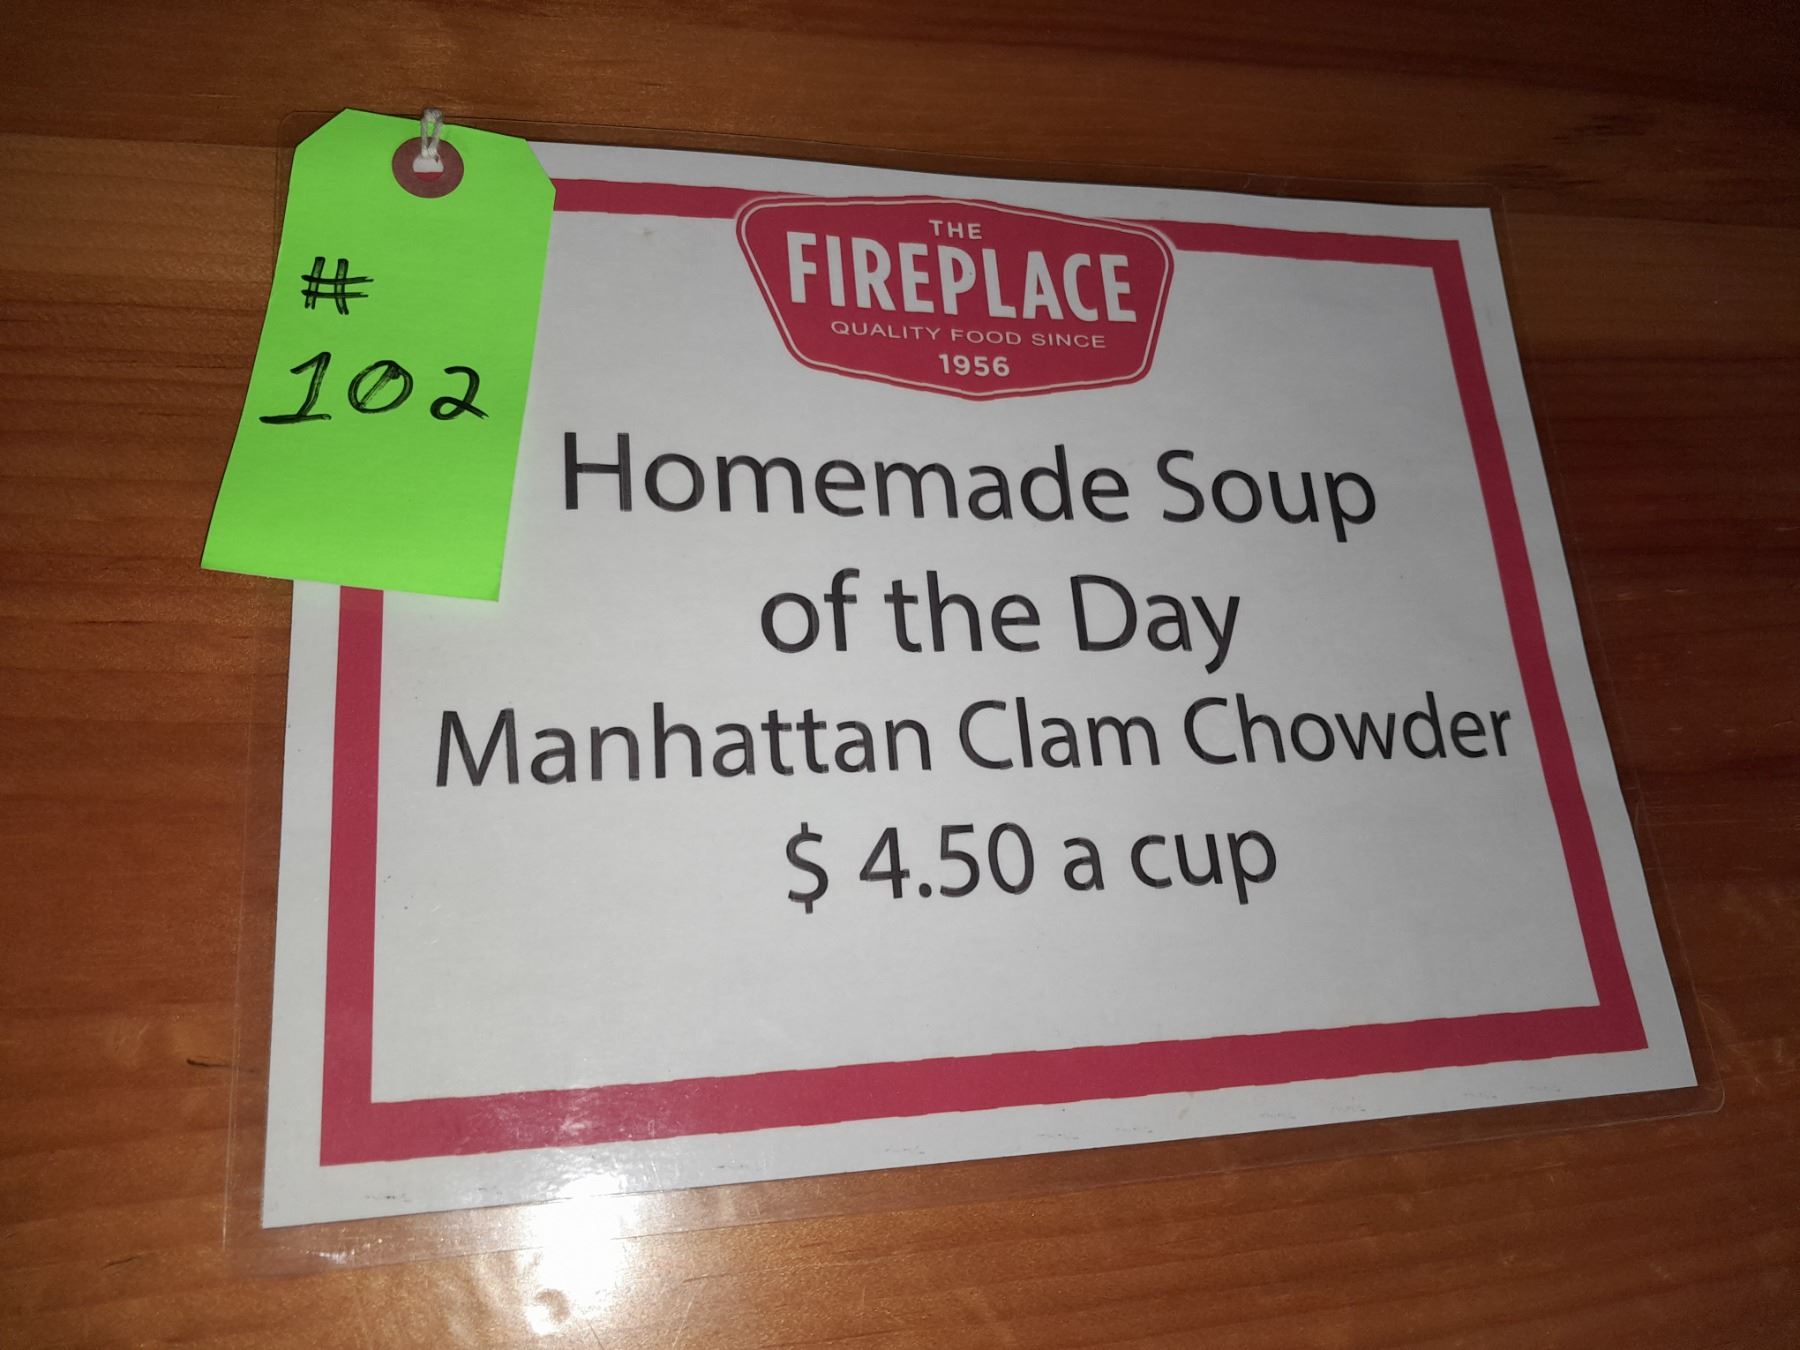 #
102
THE
FIREPLACE
QUALITY FOOD SINCE
1956
Homemade Soup
of the Day
Manhattan Clam Chowder
$ 4.50 a cup